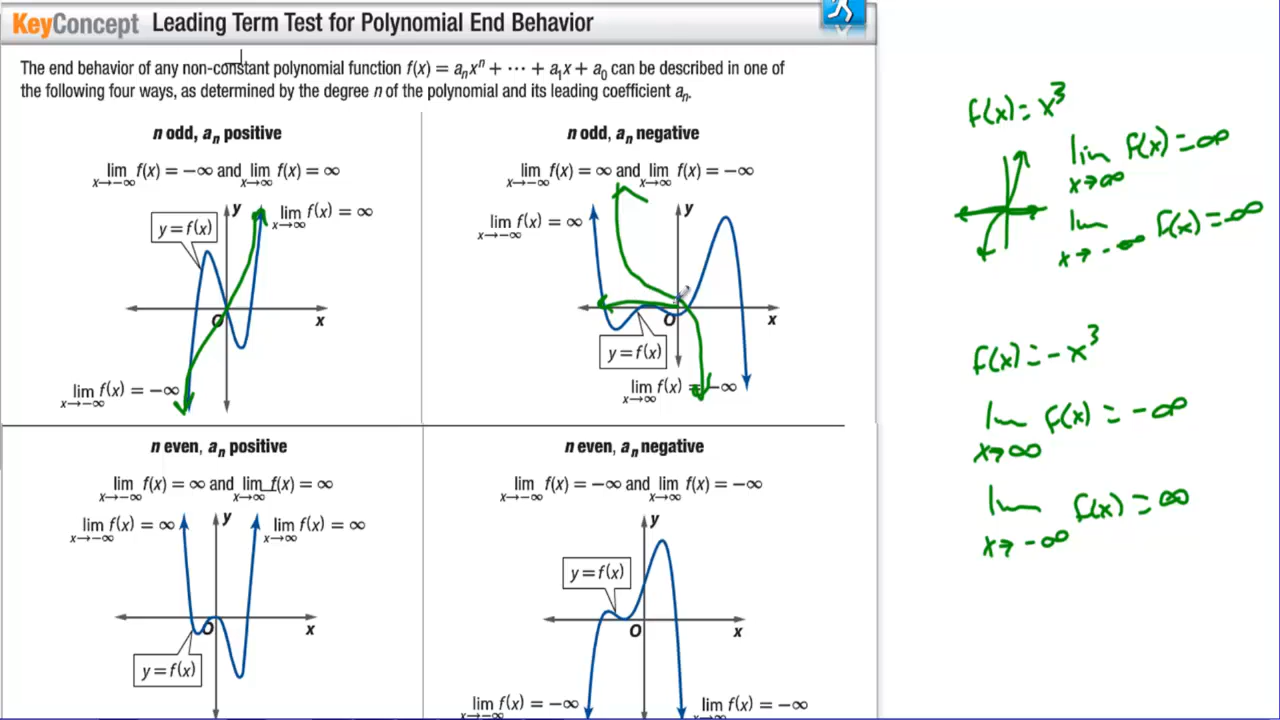 KeyConcept Leading Term Test for Polynomial End Behavior
The end behavior of any non-constant polynomial function f(x) = aₙxⁿ + ⋯ + a₁x + a₀ can be described in one of
the following four ways, as determined by the degree n of the polynomial and its leading coefficient aₙ.
n odd, aₙ positive
lim f(x) = −∞ and lim f(x) = ∞
x→−∞ x→∞
y
lim f(x) = ∞
x→∞
y = f(x)
O
x
lim f(x) = −∞
x→−∞
n odd, aₙ negative
lim f(x) = ∞ and lim f(x) = −∞
x→−∞ x→∞
y
lim f(x) = ∞
x→−∞
O
x
y = f(x)
lim f(x) = −∞
x→∞
n even, aₙ positive
lim f(x) = ∞ and lim f(x) = ∞
x→−∞ x→∞
lim f(x) = ∞
x→−∞
y
lim f(x) = ∞
x→∞
O
x
y = f(x)
n even, aₙ negative
lim f(x) = −∞ and lim f(x) = −∞
x→−∞ x→∞
y
y = f(x)
O
x
lim f(x) = −∞
x→−∞
lim f(x) = −∞
x→∞
f(x) = x³
lim f(x) = ∞
x→∞
lim f(x) = −∞
x→−∞
f(x) = −x³
lim f(x) = −∞
x→∞
lim f(x) = ∞
x→−∞